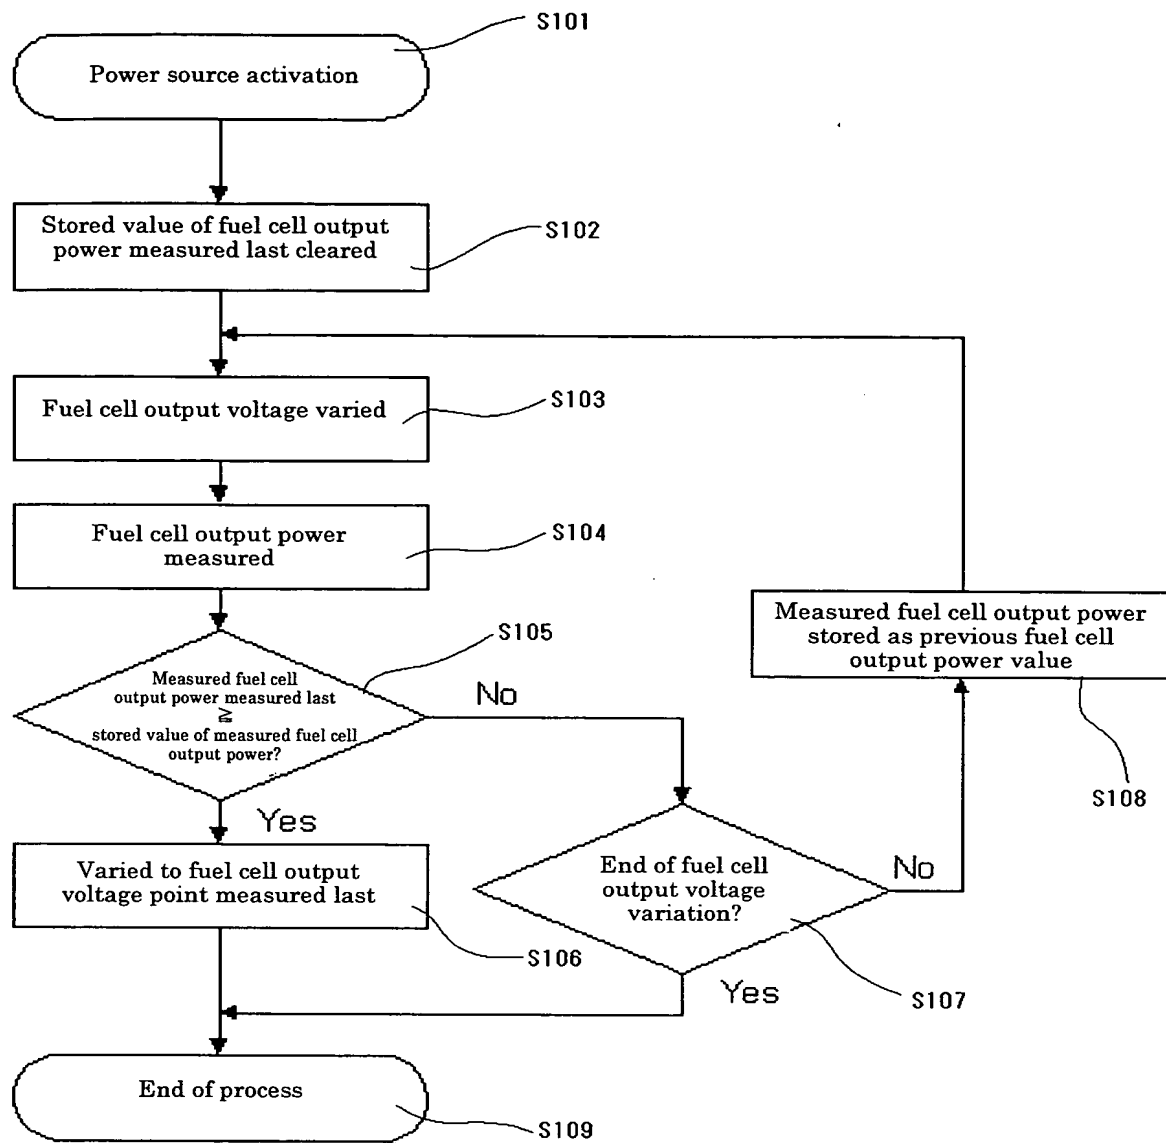 S101
Power source activation
Stored value of fuel cell output
power measured last cleared
S102
Fuel cell output voltage varied
S103
Fuel cell output power
measured
S104
Measured fuel cell output power
stored as previous fuel cell
output power value
S108
S105
Measured fuel cell
output power measured last
≧
stored value of measured fuel cell
output power?
No
Yes
Varied to fuel cell output
voltage point measured last
S106
End of fuel cell
output voltage
variation?
No
Yes
S107
End of process
S109